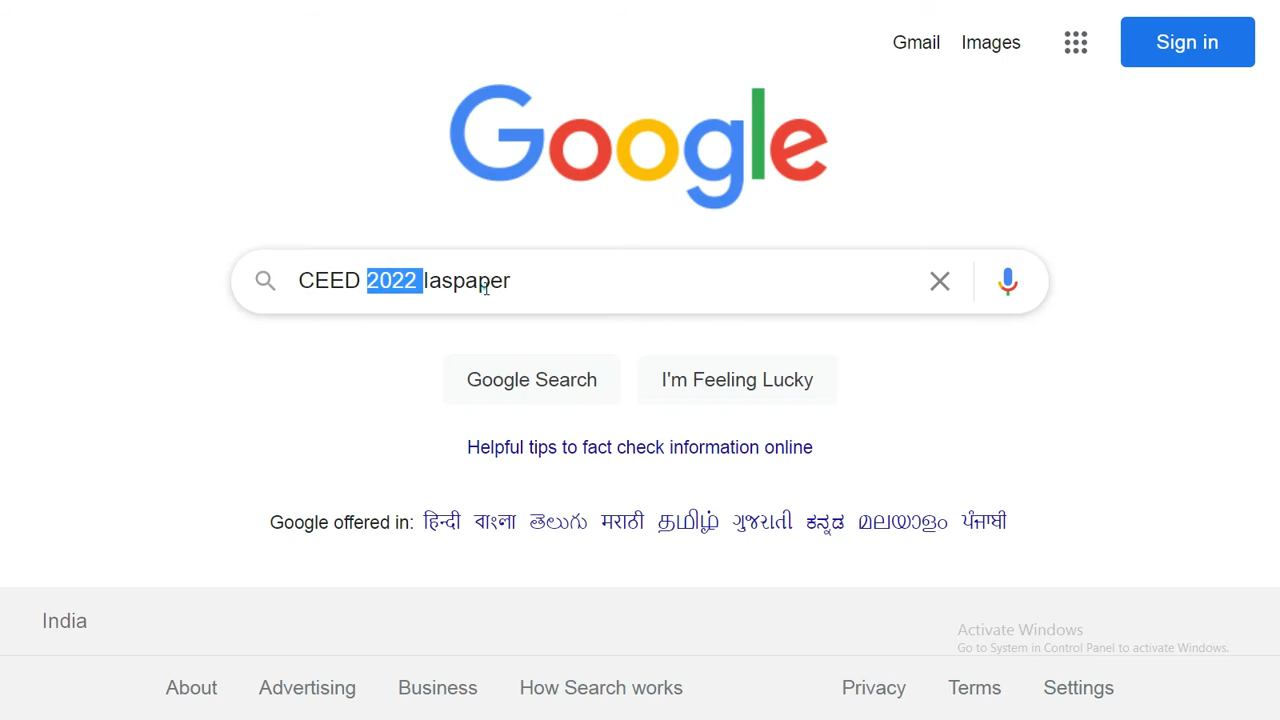 Gmail Images Sign in
Google
CEED 2022 laspaper
Google Search I'm Feeling Lucky
Helpful tips to fact check information online
Google offered in: हिन्दी বাংলা తెలుగు मराठी தமிழ் ગુજરાતી ಕನ್ನಡ മലയാളം ਪੰਜਾਬੀ
India
Activate Windows
Go to System in Control Panel to activate Windows.
About Advertising Business How Search works Privacy Terms Settings